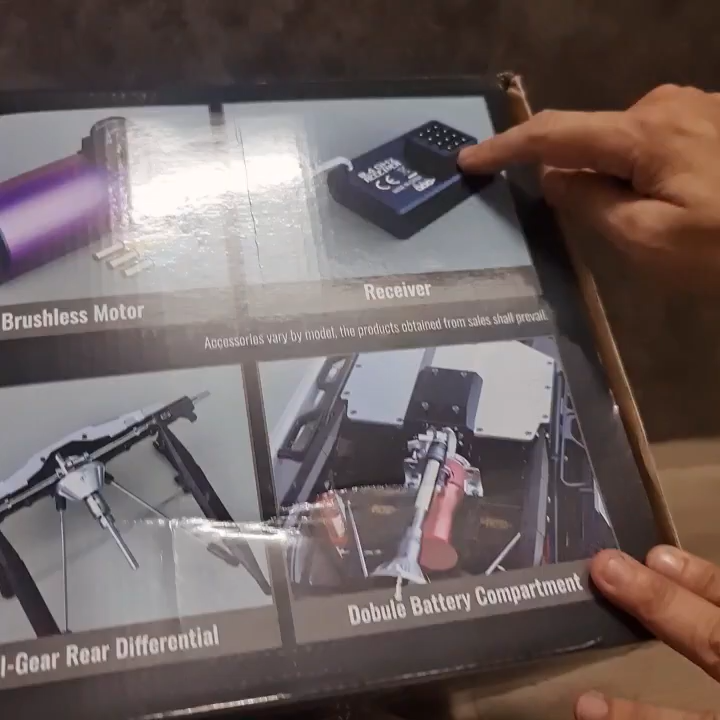 CE
Brushless Motor
Receiver
Accessories vary by model, the products obtained from sales shall prevail.
l-Gear Rear Differential
Dobule Battery Compartment